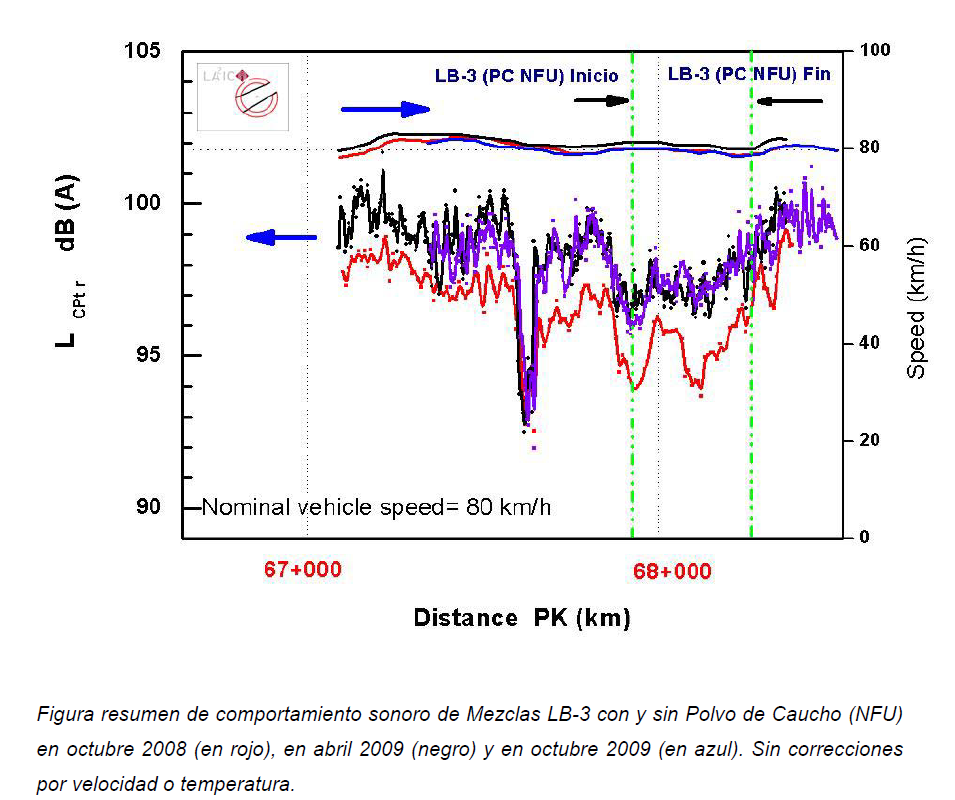 105
100
LAICA
LB-3 (PC NFU) Inicio
LB-3 (PC NFU) Fin
80
100
60
95
40
20
90
Nominal vehicle speed= 80 km/h
0
L CPt r dB (A)
Speed (km/h)
67+000
68+000
Distance PK (km)
Figura resumen de comportamiento sonoro de Mezclas LB-3 con y sin Polvo de Caucho (NFU)
en octubre 2008 (en rojo), en abril 2009 (negro) y en octubre 2009 (en azul). Sin correcciones
por velocidad o temperatura.